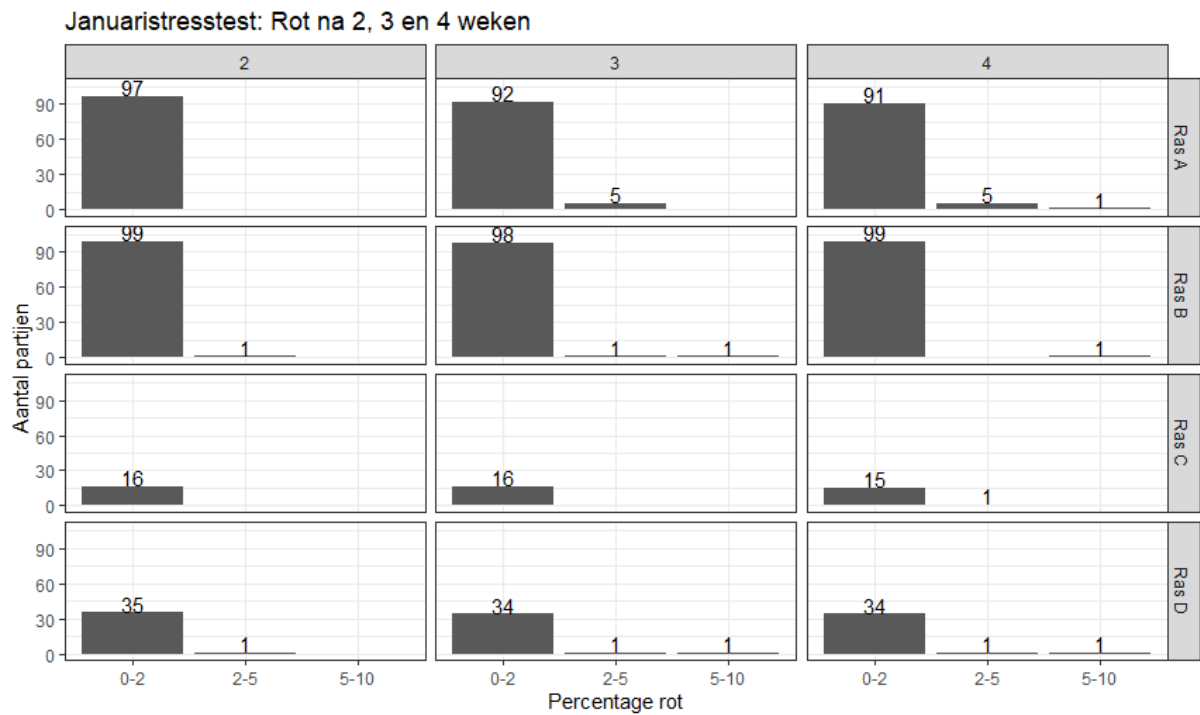 Januaristresstest: Rot na 2, 3 en 4 weken
2 3 4
97 92 5 91 5 1
90
60
30
0
Ras A
99 1 98 1 1 99 1
90
60
30
0
Ras B
16 16 15 1
90
60
30
0
Ras C
35 1 34 1 1 34 1 1
90
60
30
0
Ras D
Aantal partijen
0-2 2-5 5-10 0-2 2-5 5-10 0-2 2-5 5-10
Percentage rot